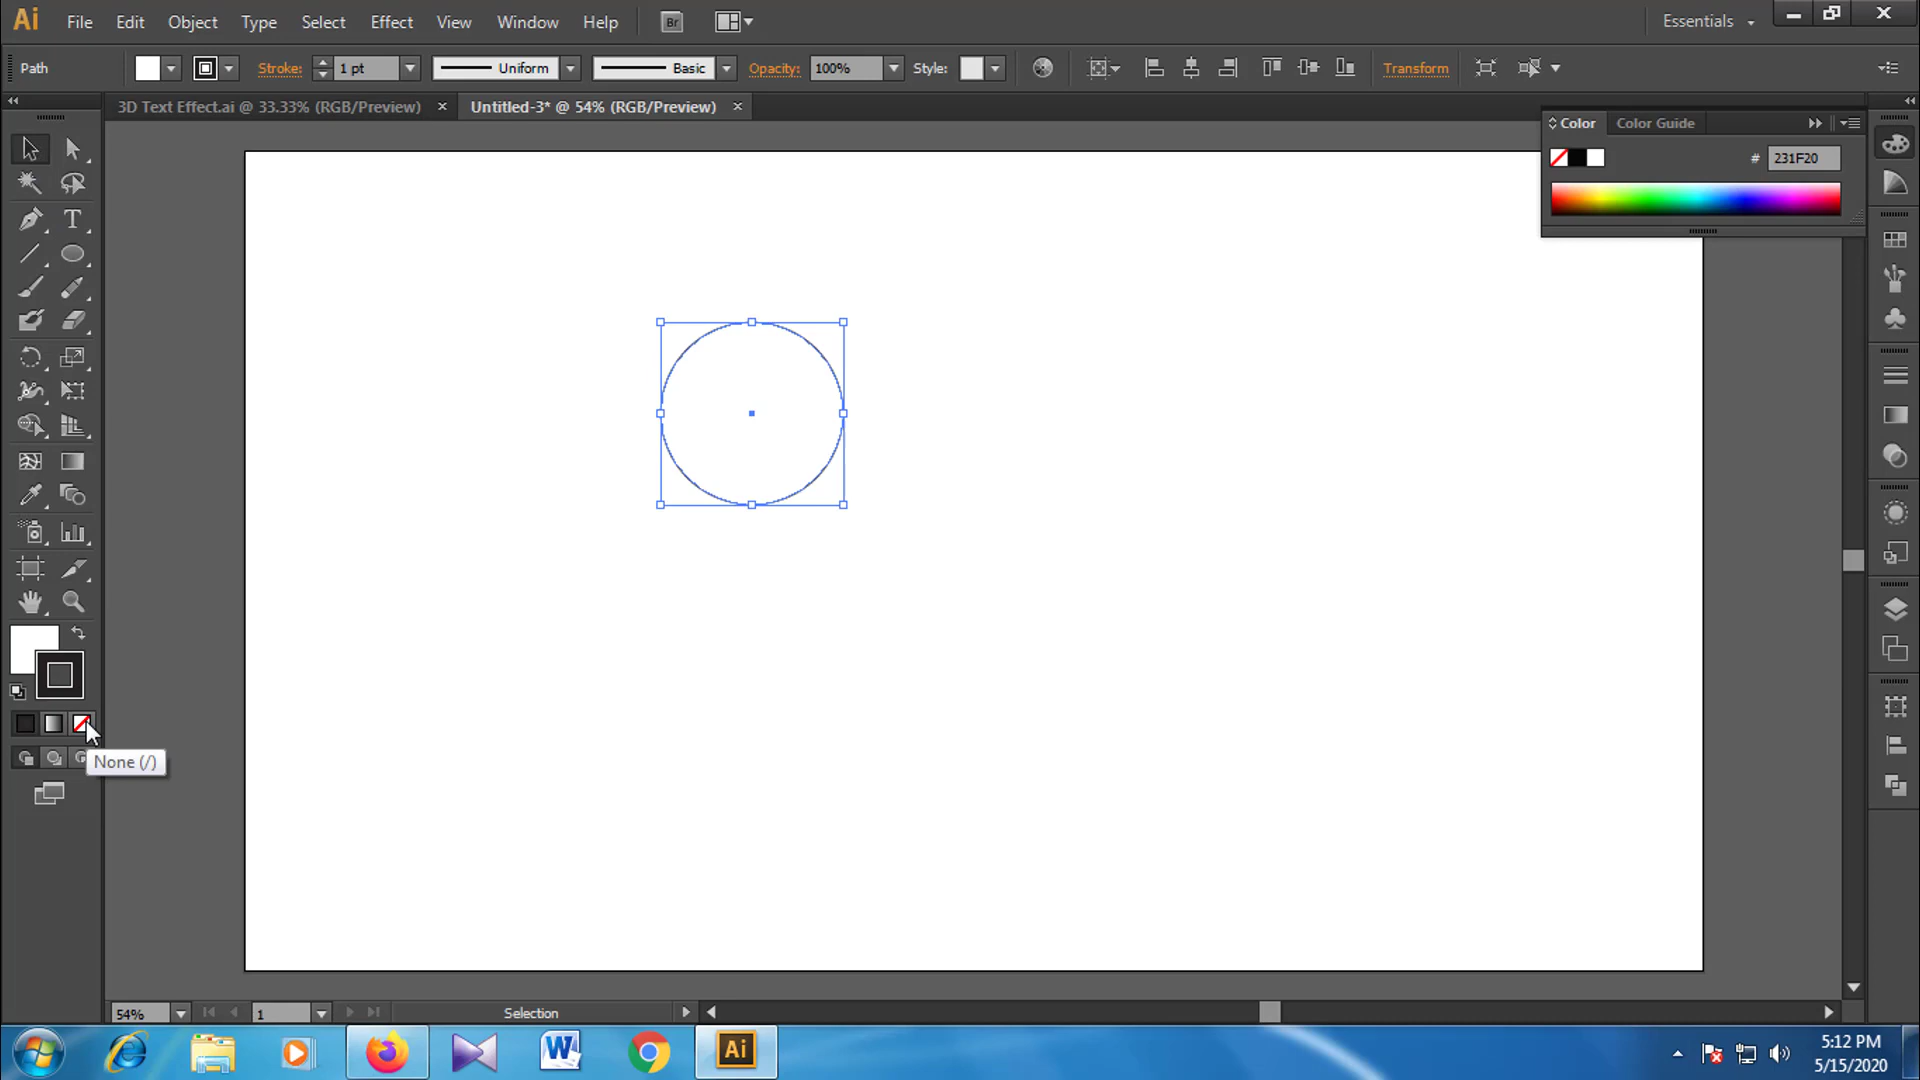 Ai File Edit Object Type Select Effect View Window Help Br Essentials
Path Stroke: 1 pt Uniform Basic Opacity: 100% Style: Transform
3D Text Effect.ai @ 33.33% (RGB/Preview) Untitled-3* @ 54% (RGB/Preview)
Color Color Guide
# 231F20
T
None (/)
54% 1 Selection
W Ai
5:12 PM
5/15/2020